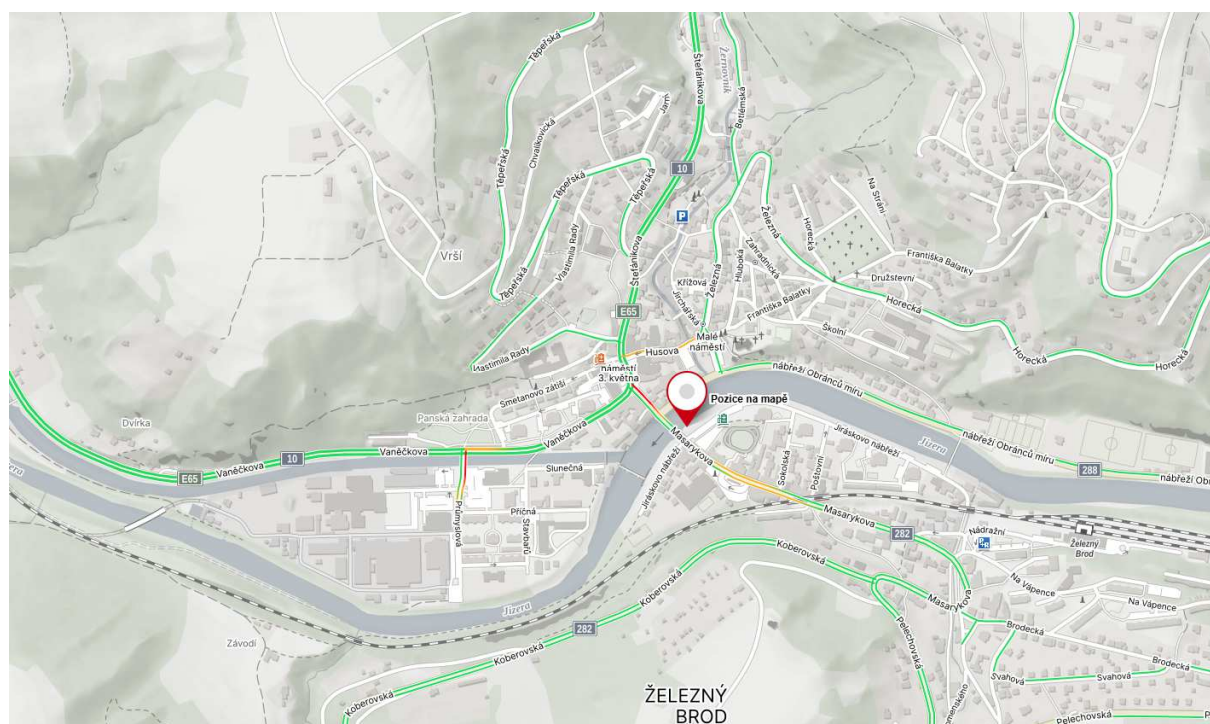 Těpeřská
Štefánikova
Žernovník
Betlémská
Jarní
Chvalíkovická
Těpeřská
Těpeřská
Těpeřská
10
P
Na Strání
Železná
Horecká
Vrší
Vlastimila Rady
Štefánikova
Zahradnická
Hluboká
Františka Balatky
Těpeřská
Křížová
Železná
Družstevní
Jirchářská
Františka Balatky
Horecká
E65
Školní
Malé
náměstí
Husova
Horecká
Horecká
Vlastimila Rady
náměstí
3. května
nábřeží Obránců míru
Smetanovo zátiší
Pozice na mapě
Panská zahrada
Dvírka
Vaněčkova
Masarykova
Jiráskovo nábřeží
Jizera
nábřeží Obránců míru
Vaněčkova
10
Vaněčkova
E65
Slunečná
Jiráskovo nábřeží
Sokolská
Poštovní
288
nábřeží Obr
Průmyslová
Příčná
Stavbařů
Masarykova
282
Nádražní
P+R
Železný
Brod
Koberovská
Jizera
Koberovská
Na Vápence
Na Vápence
Masarykova
282
Závodí
Pelechovská
Brodecká
Koberovská
Brodecká
Koberovská
Svahová
Svahová
menského
ŽELEZNÝ
BROD
Pelechovská